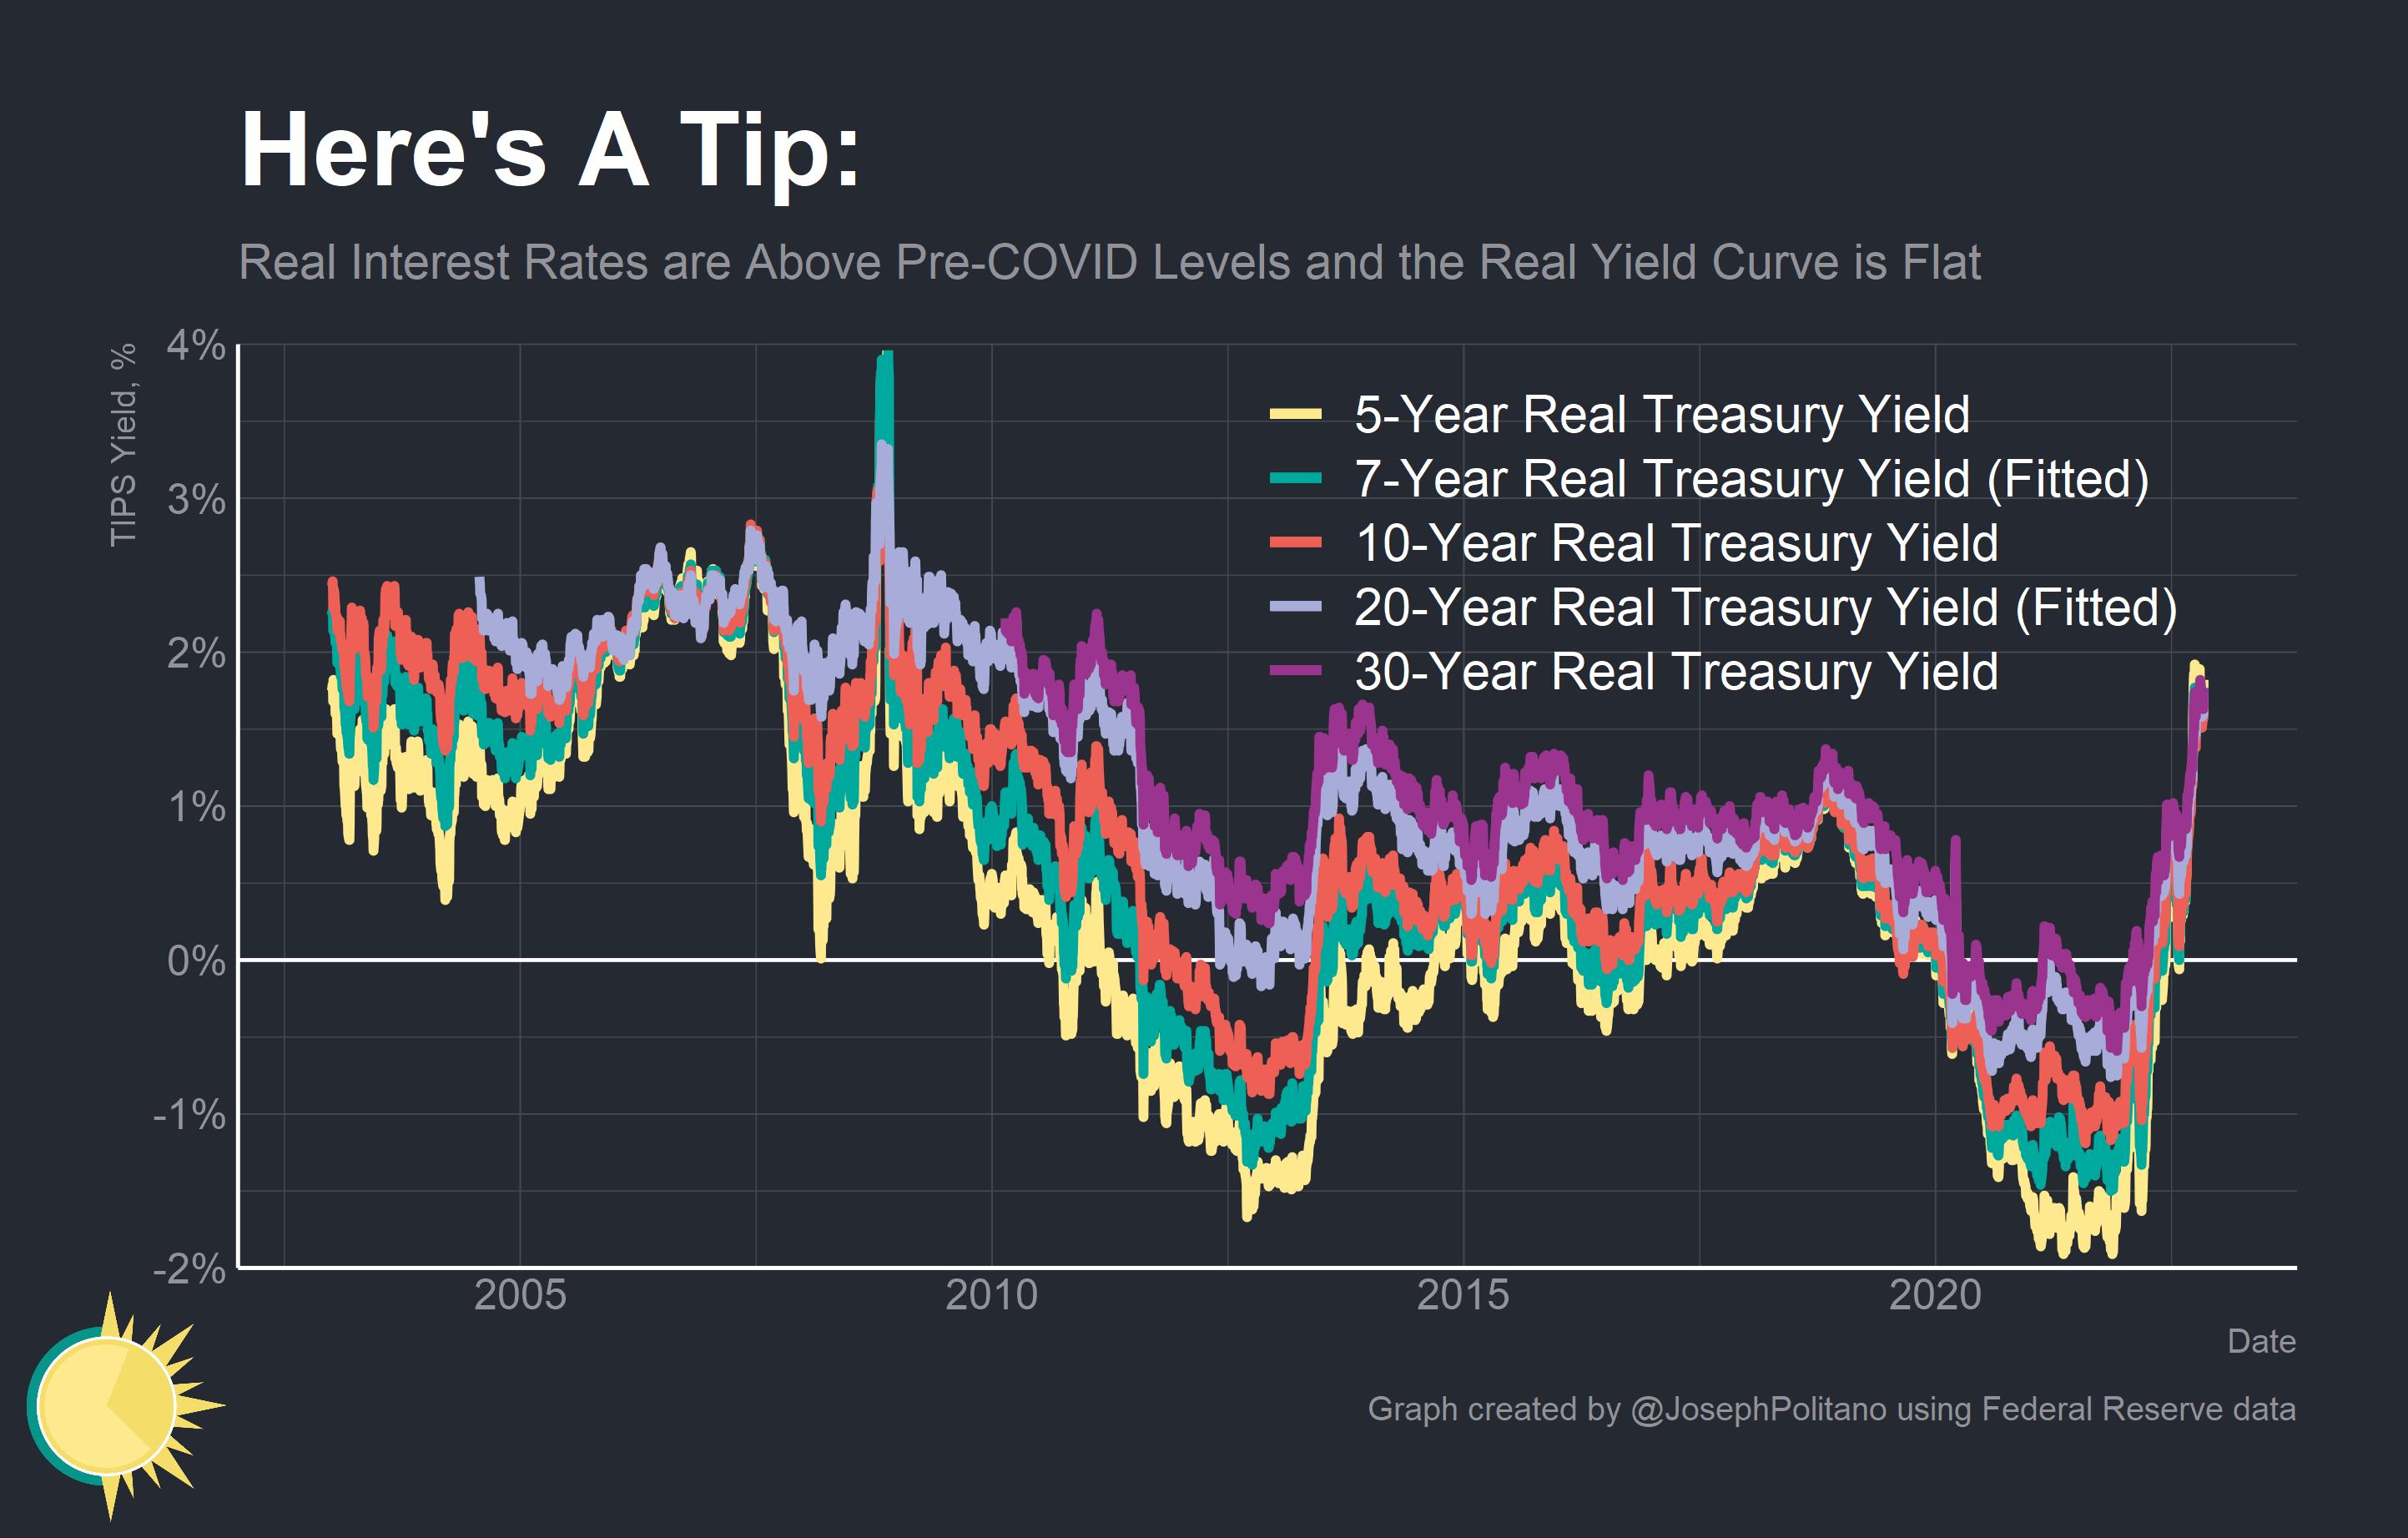 Here's A Tip:
Real Interest Rates are Above Pre-COVID Levels and the Real Yield Curve is Flat
TIPS Yield, %
4%
3%
2%
1%
0%
-1%
-2%
5-Year Real Treasury Yield
7-Year Real Treasury Yield (Fitted)
10-Year Real Treasury Yield
20-Year Real Treasury Yield (Fitted)
30-Year Real Treasury Yield
2005 2010 2015 2020
Date
Graph created by @JosephPolitano using Federal Reserve data